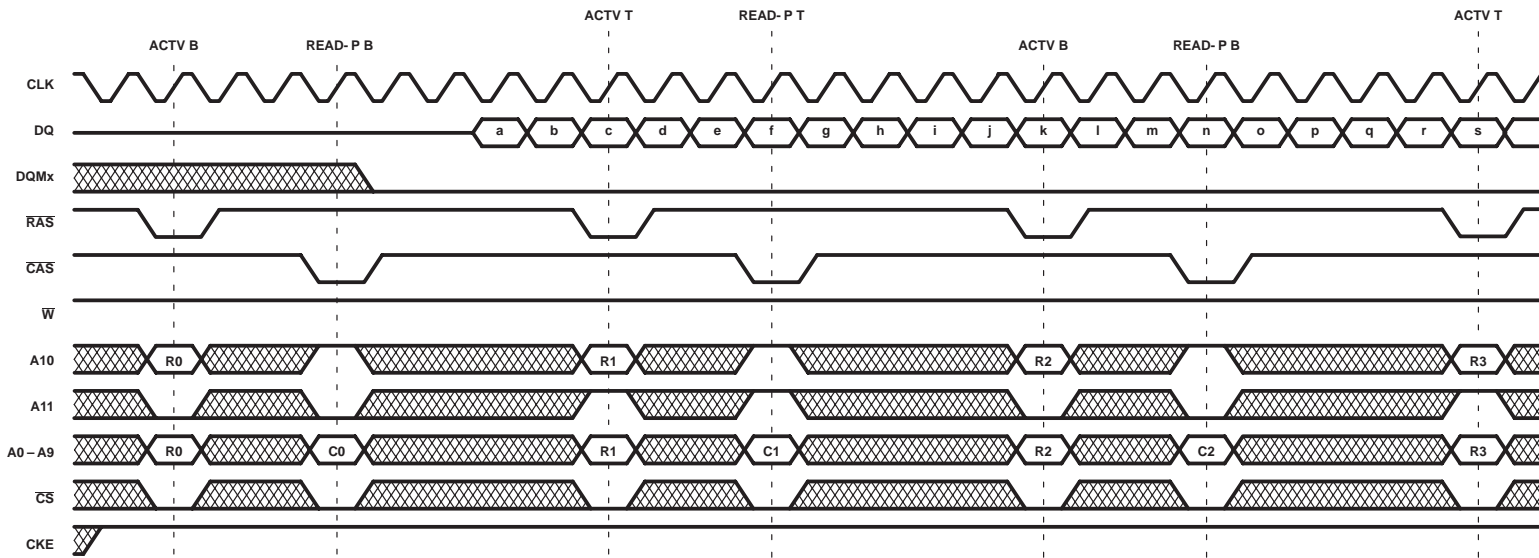 ACTV T READ- P T ACTV T
ACTV B READ- P B ACTV B READ- P B
CLK
DQ a b c d e f g h i j k l m n o p q r s
DQMx
RAS
CAS
W
A10 R0 R1 R2 R3
A11
A0 – A9 R0 C0 R1 C1 R2 C2 R3
CS
CKE